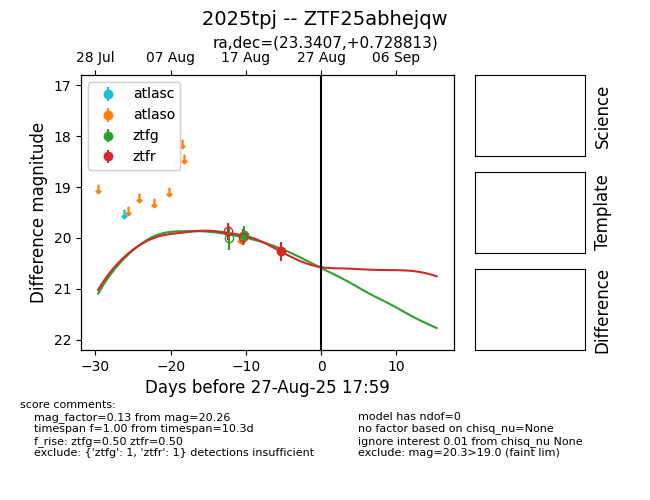 2025tpj -- ZTF25abhejqw
ra,dec=(23.3407,+0.728813)
28 Jul 07 Aug 17 Aug 27 Aug 06 Sep
atlasc
atlaso
ztfg
ztfr
17
18
19
20
21
22
Difference magnitude
−30 −20 −10 0 10
Days before 27-Aug-25 17:59
Science
Template
Difference
score comments:
mag_factor=0.13 from mag=20.26
timespan f=1.00 from timespan=10.3d
f_rise: ztfg=0.50 ztfr=0.50
exclude: {'ztfg': 1, 'ztfr': 1} detections insufficient
model has ndof=0
no factor based on chisq_nu=None
ignore interest 0.01 from chisq_nu None
exclude: mag=20.3>19.0 (faint lim)